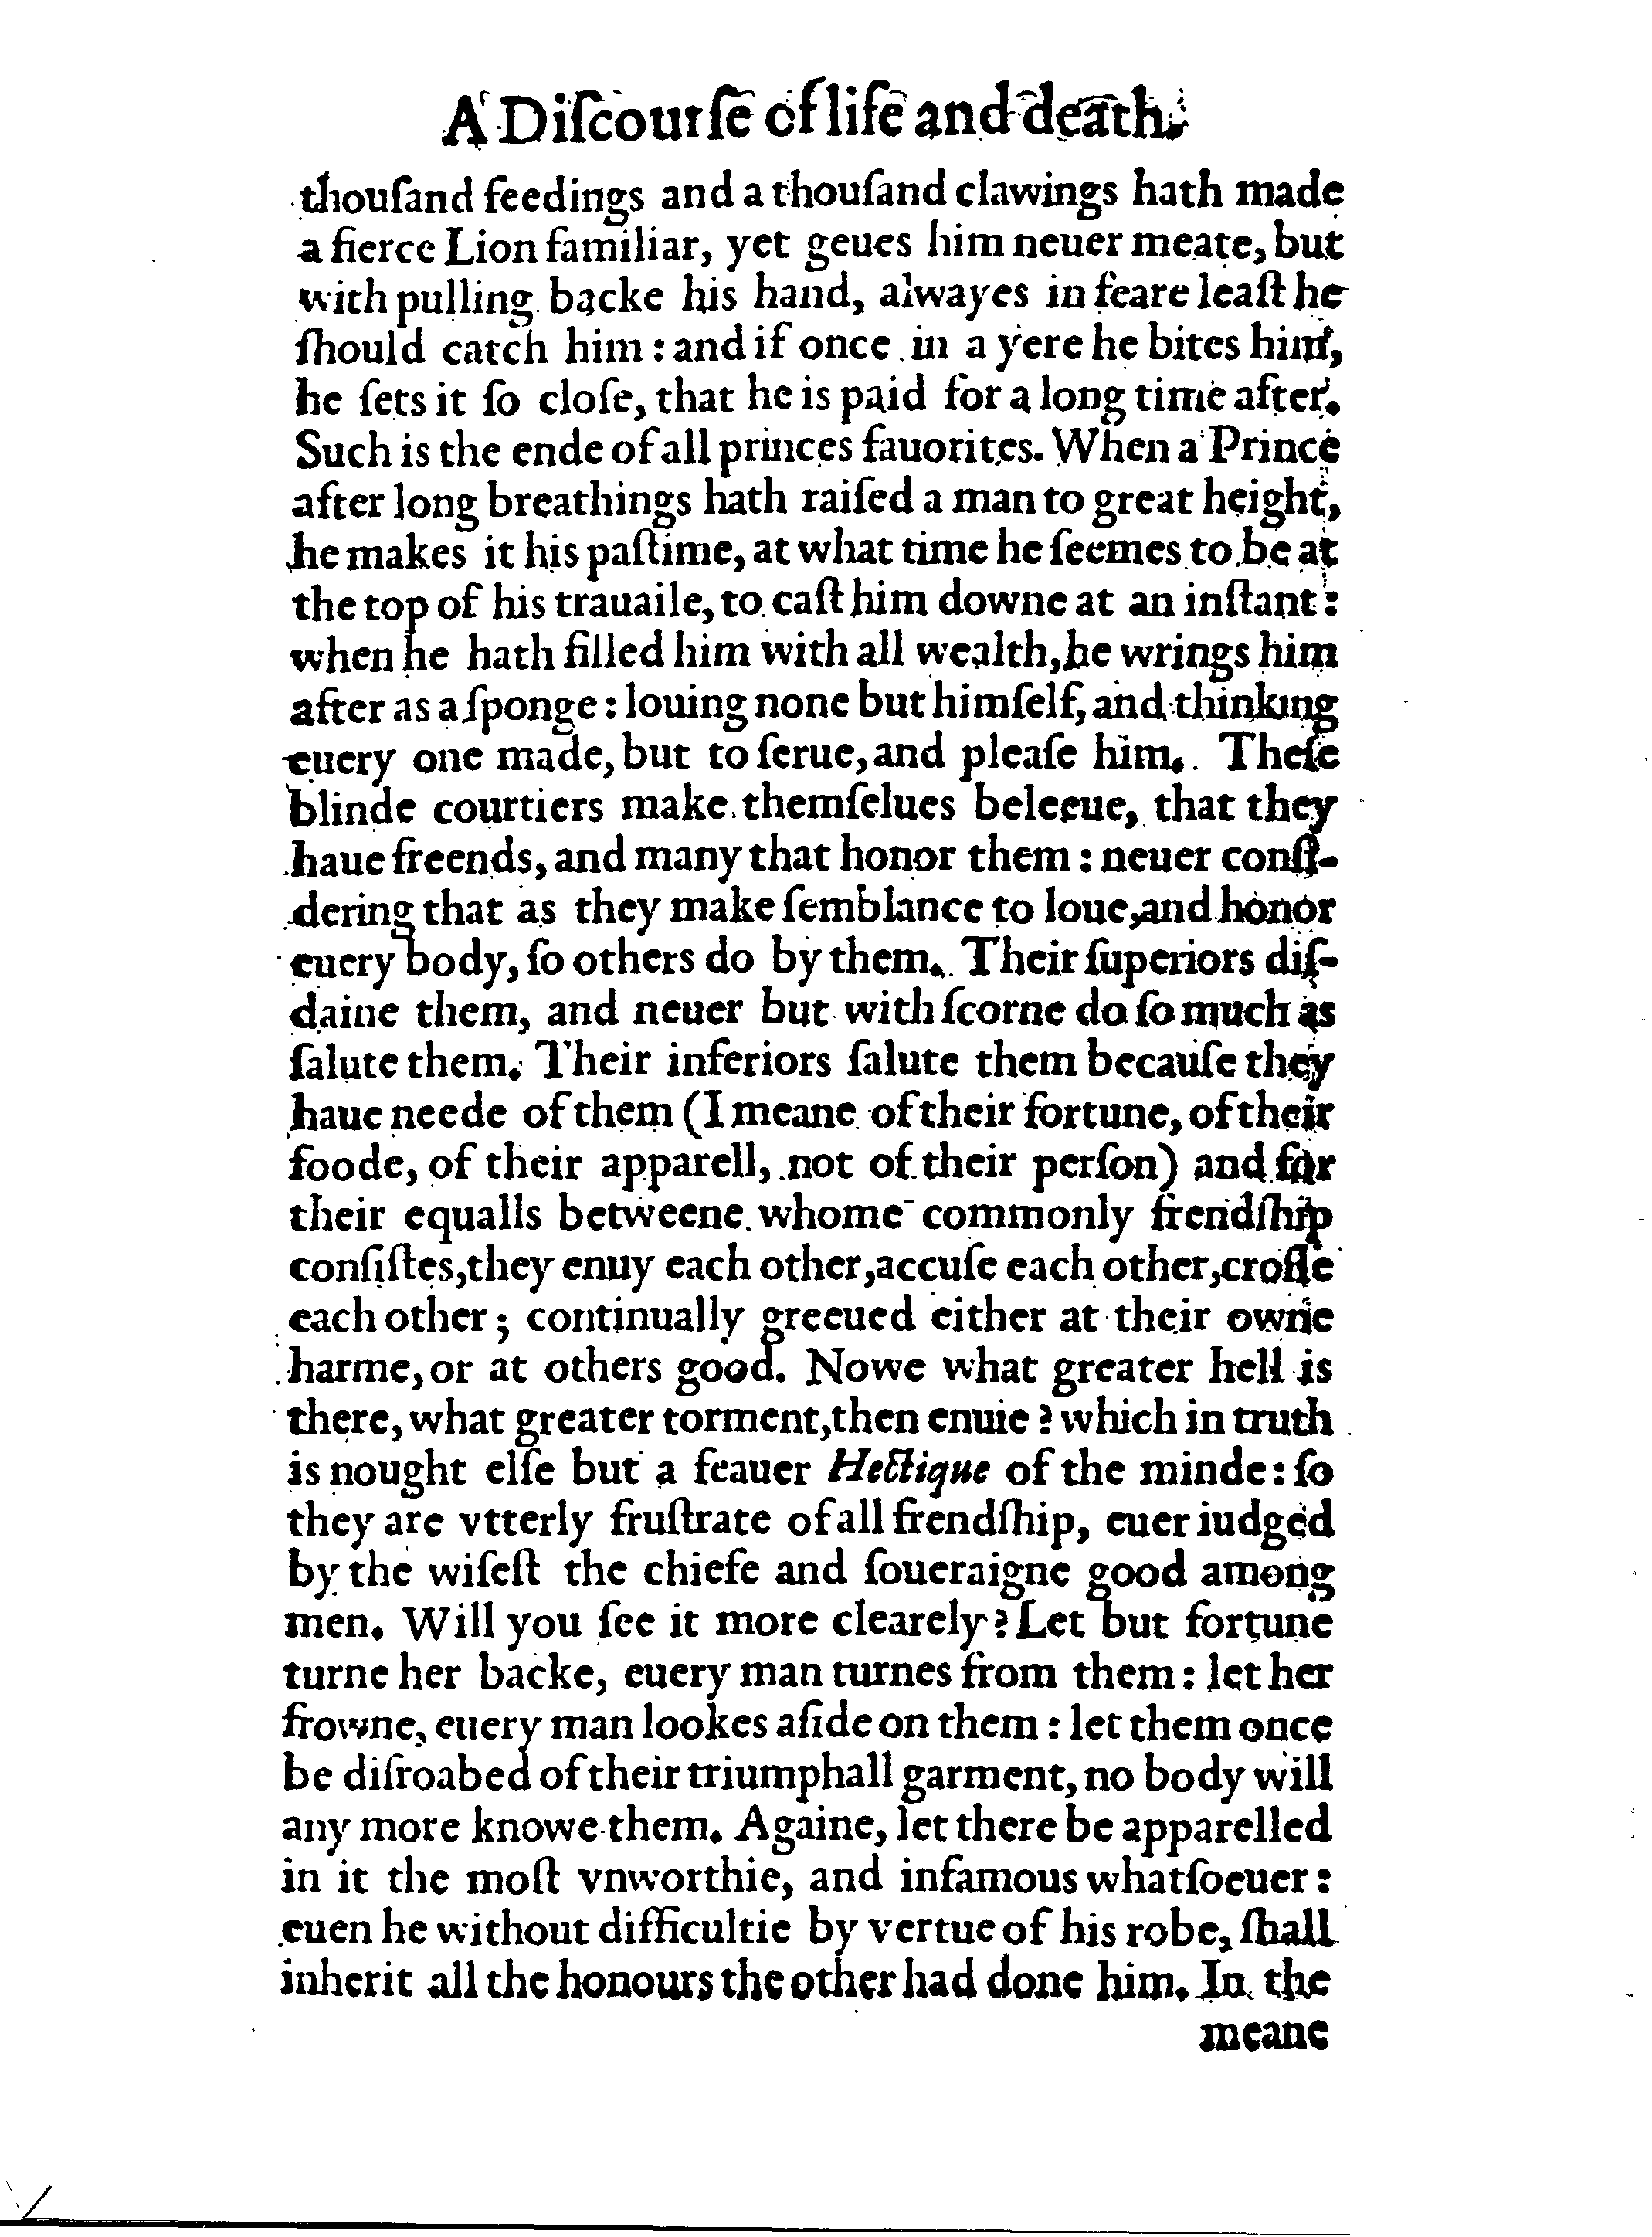 A Diſcourſe of life and death.
thouſand feedings and a thouſand clawings hath made
a fierce Lion familiar, yet geues him neuer meate, but
with pulling backe his hand, alwayes in feare leaſt he
ſhould catch him: and if once in a yere he bites him,
he ſets it ſo cloſe, that he is paid for a long time after.
Such is the ende of all princes fauorites. When a Prince
after long breathings hath raiſed a man to great height,
he makes it his paſtime, at what time he ſeemes to be at
the top of his trauaile, to caſt him downe at an inſtant:
when he hath filled him with all wealth, he wrings him
after as a ſponge: louing none but himſelf, and thinking
euery one made, but to ſerue, and pleaſe him. Theſe
blinde courtiers make themſelues beleeue, that they
haue freends, and many that honor them: neuer conſi-
dering that as they make ſemblance to loue, and honor
euery body, ſo others do by them. Their ſuperiors diſ-
daine them, and neuer but with ſcorne do ſo much as
ſalute them. Their inferiors ſalute them becauſe they
haue neede of them (I meane of their fortune, of their
foode, of their apparell, not of their perſon) and for
their equalls betweene whome commonly frendſhip
conſiſtes, they enuy each other, accuſe each other, croſſe
each other; continually greeued either at their owne
harme, or at others good. Nowe what greater hell is
there, what greater torment, then enuie? which in truth
is nought elſe but a feauer Hectique of the minde: ſo
they are vtterly fruſtrate of all frendſhip, euer iudged
by the wiſeſt the chiefe and ſoueraigne good among
men. Will you ſee it more clearely? Let but fortune
turne her backe, euery man turnes from them: let her
frowne, euery man lookes aſide on them: let them once
be diſroabed of their triumphall garment, no body will
any more knowe them. Againe, let there be apparelled
in it the moſt vnworthie, and infamous whatſoeuer:
euen he without difficultie by vertue of his robe, ſhall
inherit all the honours the other had done him. In the
meane